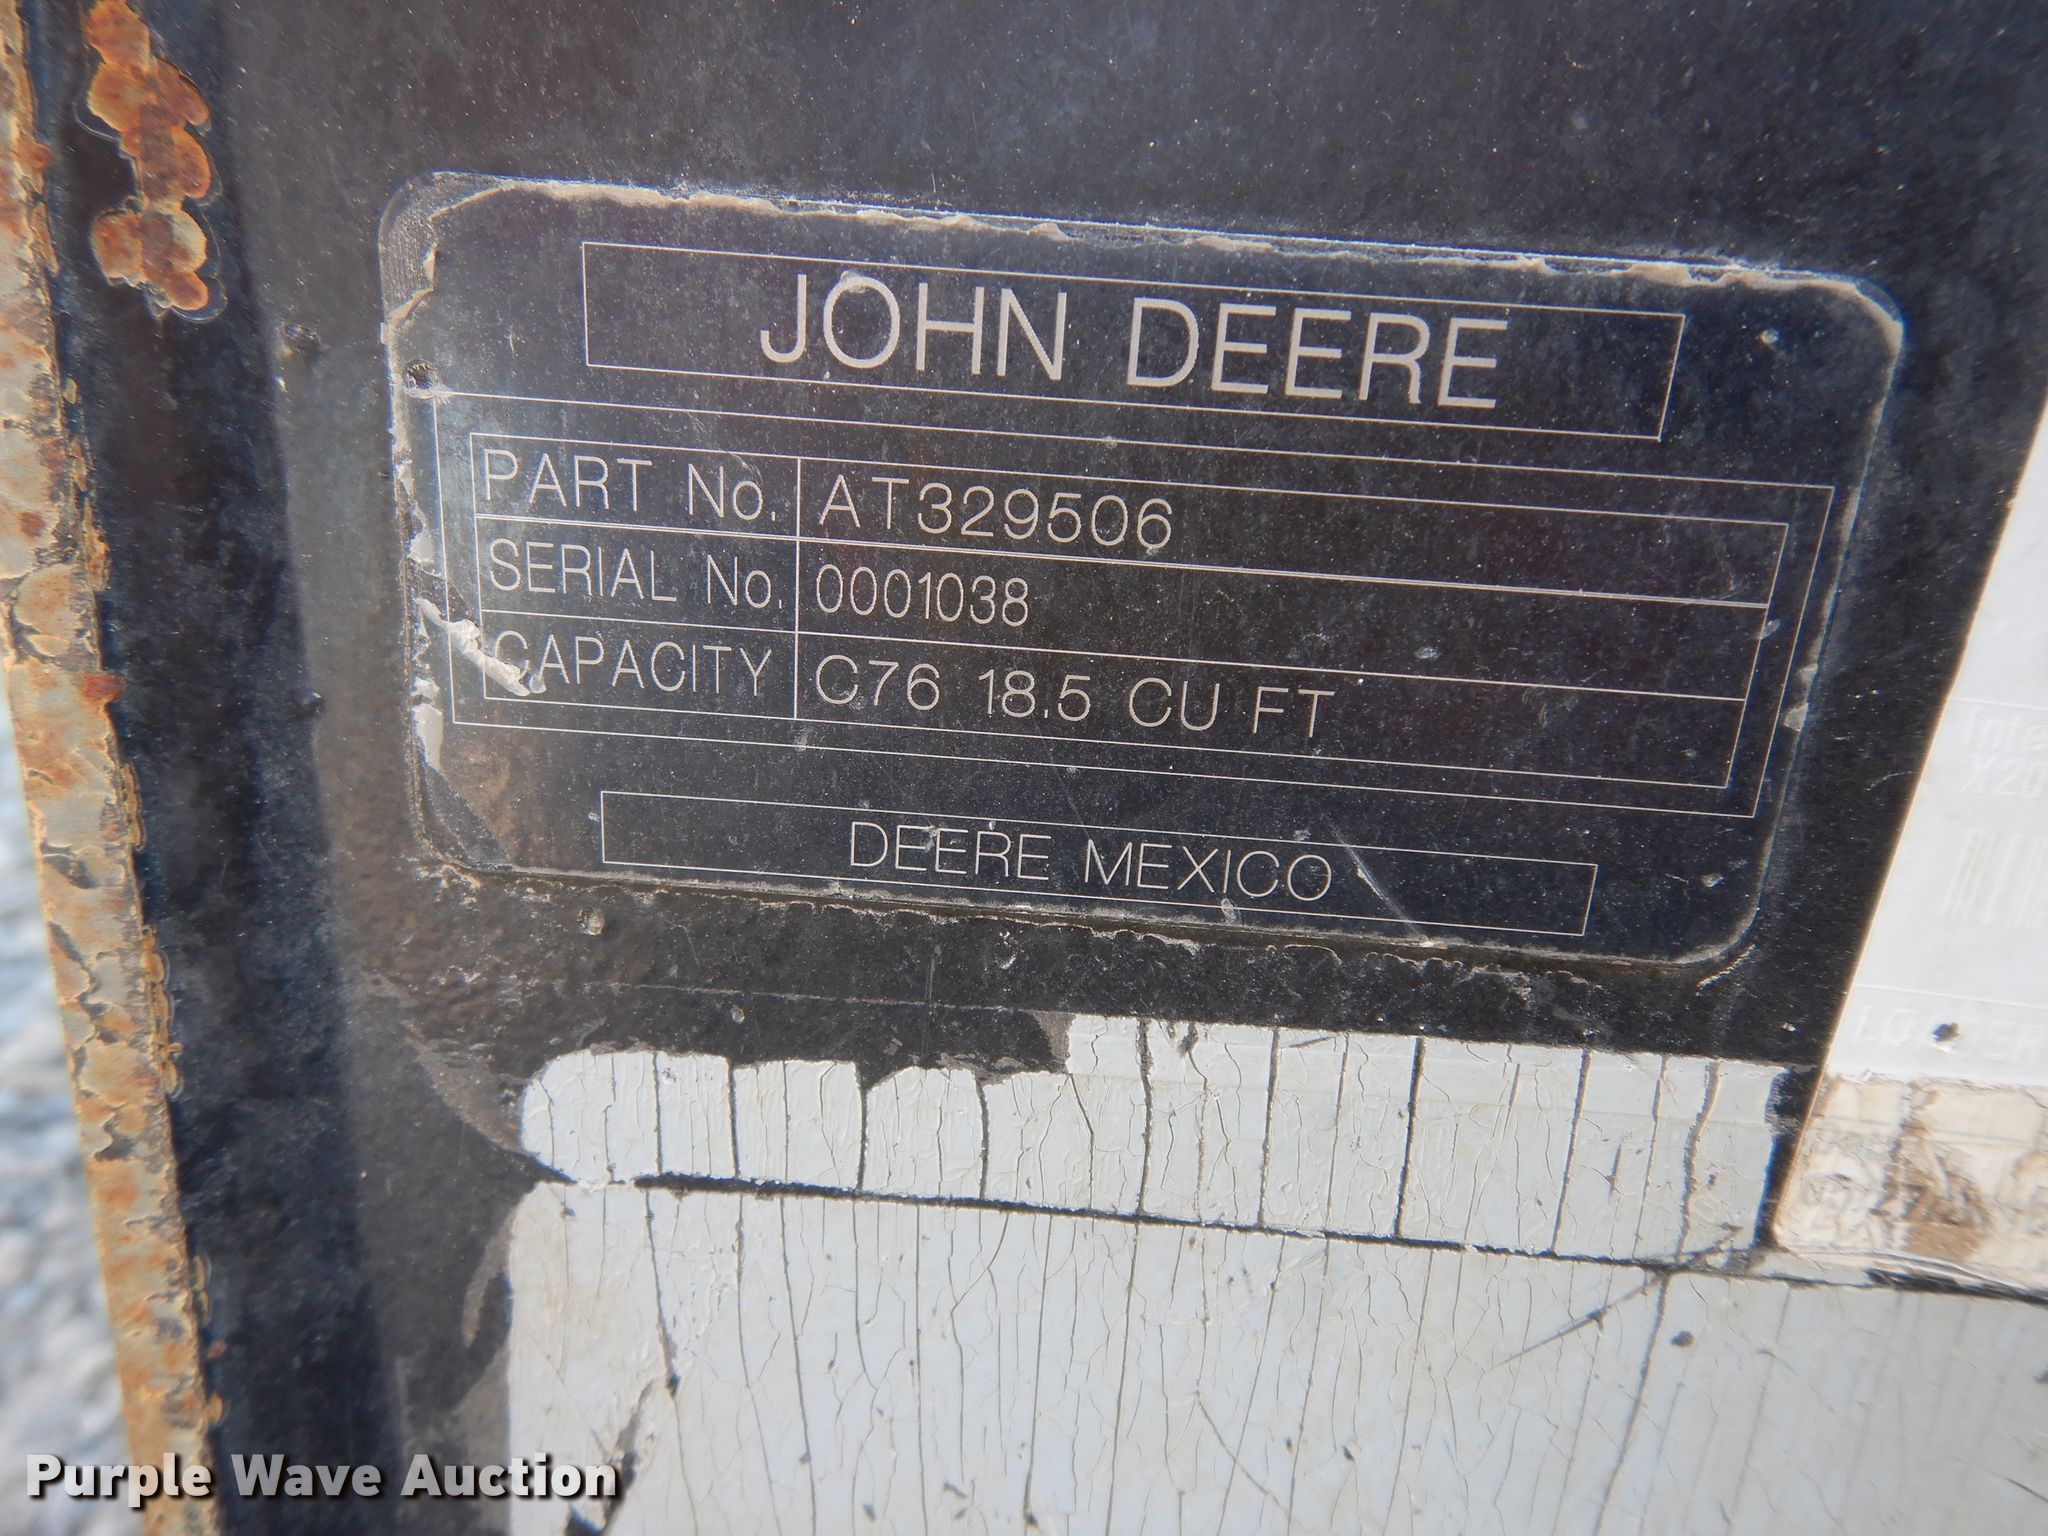 JOHN DEERE
PART No. AT329506
SERIAL No. 0001038
CAPACITY C76 18.5 CU FT
DEERE MEXICO
Purple Wave Auction